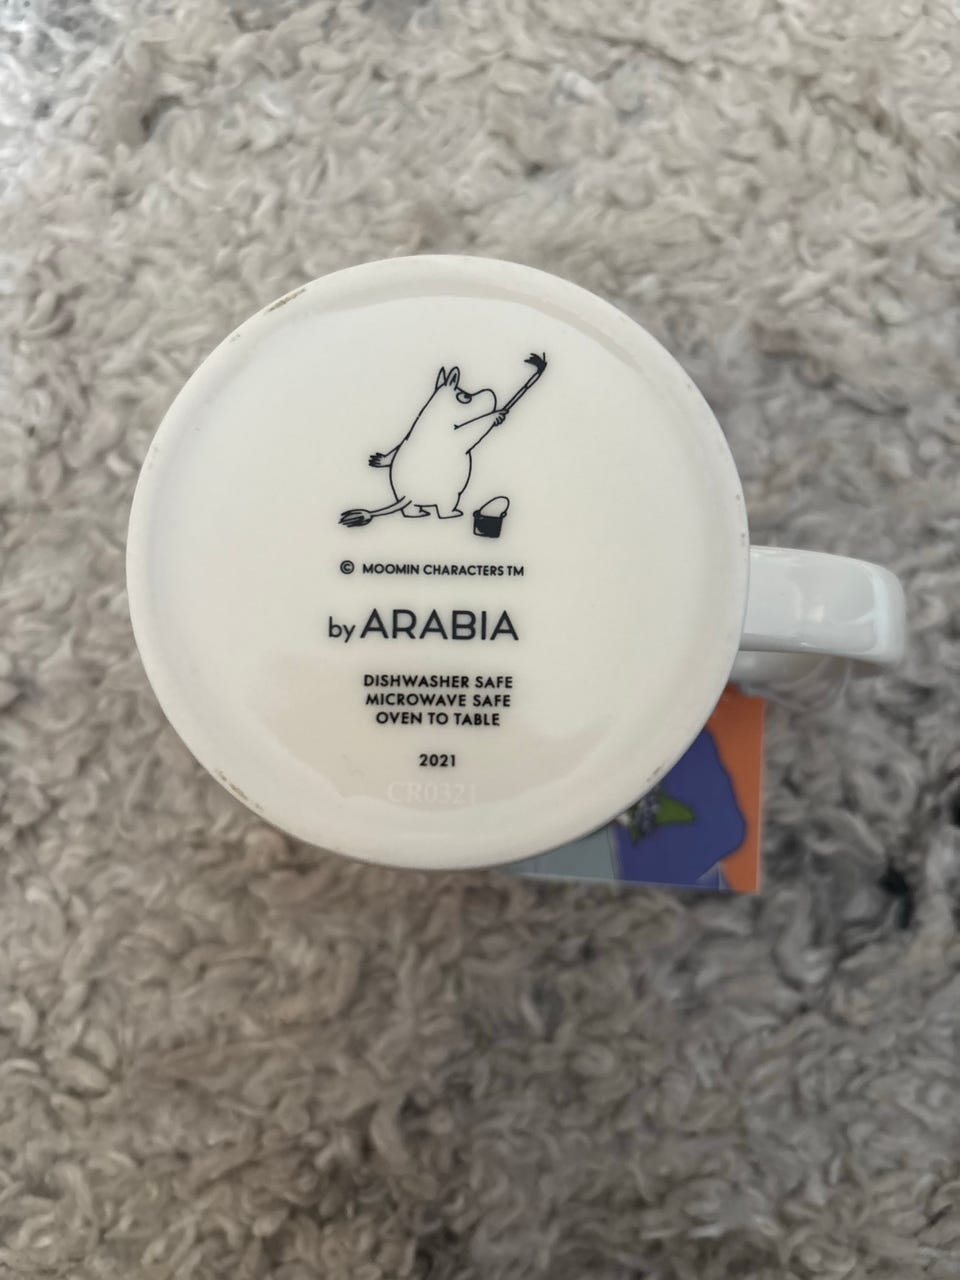 © MOOMIN CHARACTERS TM
by ARABIA
DISHWASHER SAFE
MICROWAVE SAFE
OVEN TO TABLE
2021
CR0321